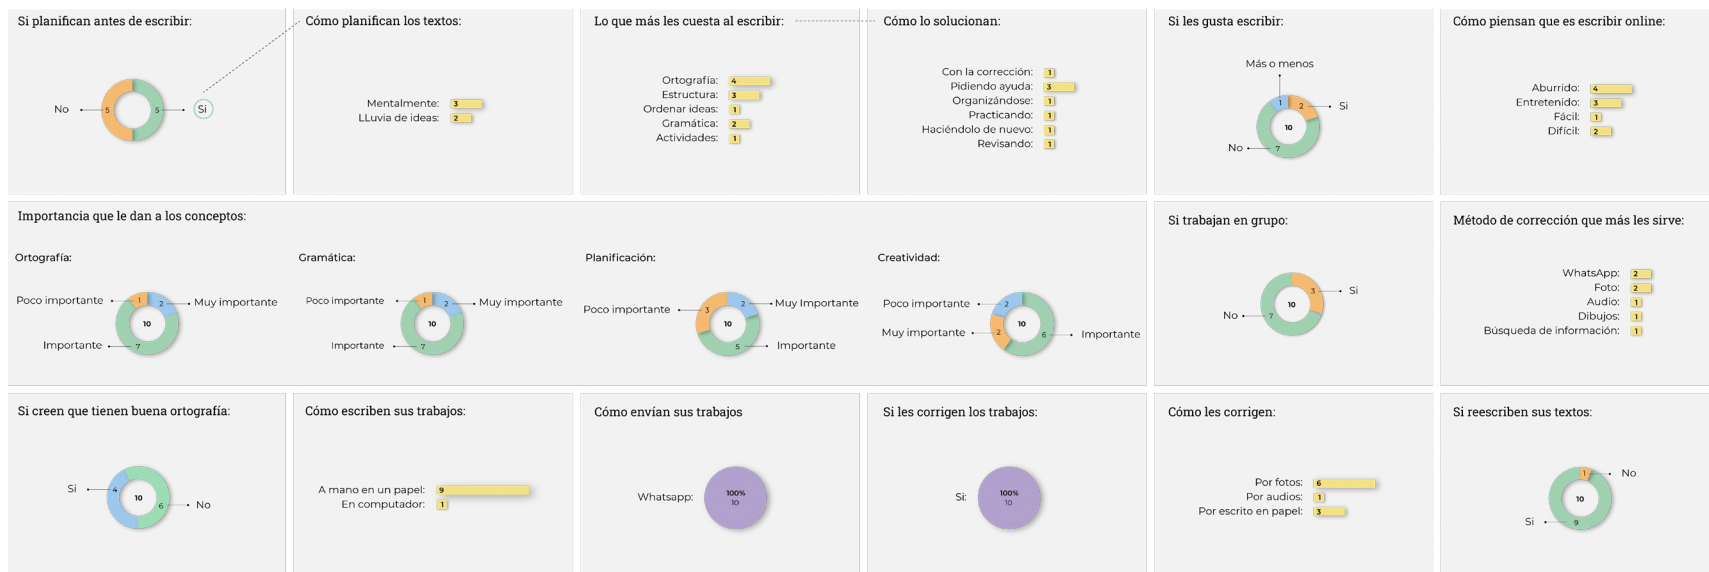 Si planifican antes de escribir:
No
5
5
Si
Cómo planifican los textos:
Mentalmente: 3
LLuvia de ideas: 2
Lo que más les cuesta al escribir:
Ortografía: 4
Estructura: 3
Ordenar ideas: 1
Gramática: 2
Actividades: 1
Cómo lo solucionan:
Con la corrección: 1
Pidiendo ayuda: 3
Organizándose: 1
Practicando: 1
Haciéndolo de nuevo: 1
Revisando: 1
Si les gusta escribir:
Más o menos
1
2
Si
10
No
7
Cómo piensan que es escribir online:
Aburrido: 4
Entretenido: 3
Fácil: 1
Difícil: 2
Importancia que le dan a los conceptos:
Ortografía:
Poco importante
1
2
Muy importante
10
Importante
7
Gramática:
Poco importante
1
2
Muy importante
10
Importante
7
Planificación:
Poco importante
3
2
Muy Importante
10
5
Importante
Creatividad:
Poco importante
2
Muy importante
2
10
6
Importante
Si trabajan en grupo:
3
Si
10
No
7
Método de corrección que más les sirve:
WhatsApp: 2
Foto: 2
Audio: 1
Dibujos: 1
Búsqueda de información: 1
Si creen que tienen buena ortografía:
Si
4
10
6
No
Cómo escriben sus trabajos:
A mano en un papel: 9
En computador: 1
Cómo envían sus trabajos
Whatsapp:
100%
10
Si les corrigen los trabajos:
Si:
100%
10
Cómo les corrigen:
Por fotos: 6
Por audios: 1
Por escrito en papel: 3
Si reescriben sus textos:
1
No
10
Si
9